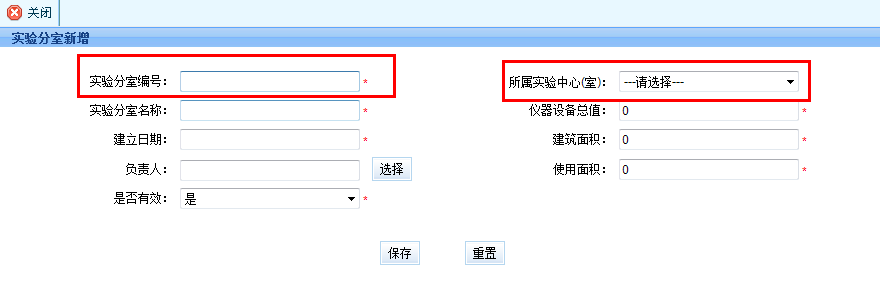 关闭
实验分室新增
实验分室编号： * 所属实验中心(室)： ---请选择---
实验分室名称： * 仪器设备总值： 0 *
建立日期： * 建筑面积： 0 *
负责人： 选择 使用面积： 0 *
是否有效： 是 *
保存 重置